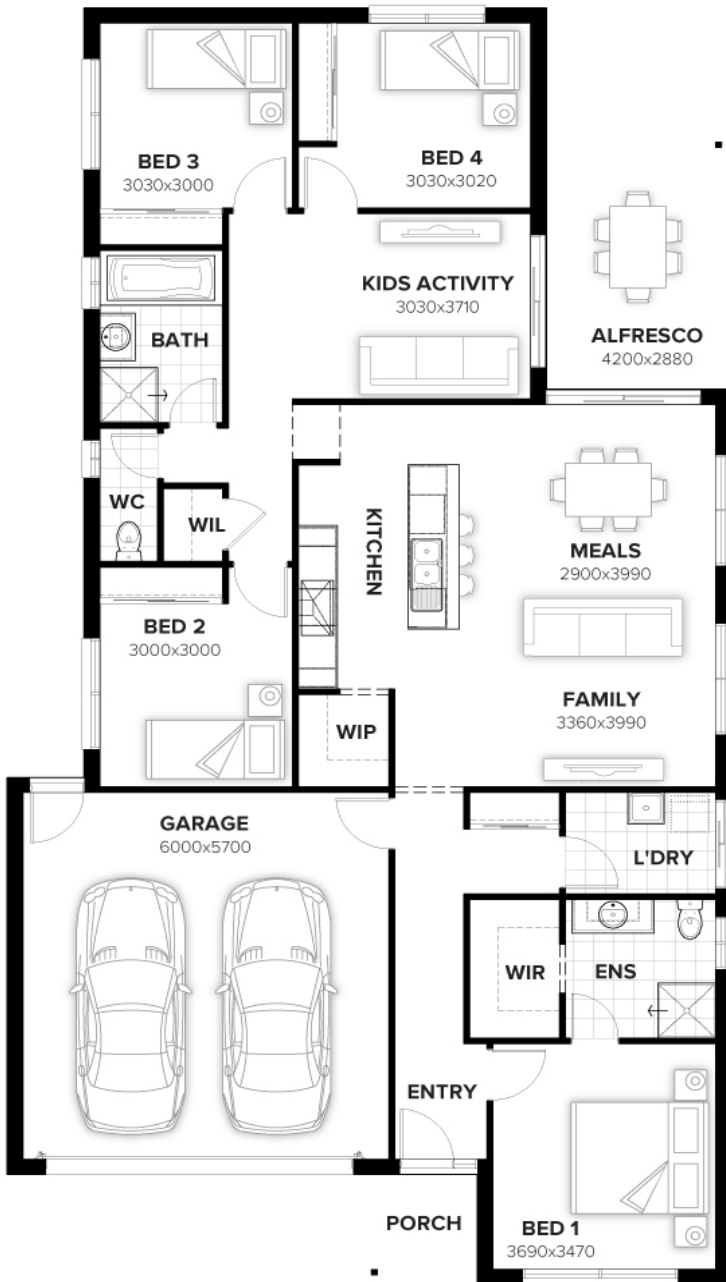 BED 3
3030x3000
BED 4
3030x3020
KIDS ACTIVITY
3030x3710
ALFRESCO
4200x2880
BATH
WC
WIL
KITCHEN
MEALS
2900x3990
BED 2
3000x3000
FAMILY
3360x3990
WIP
GARAGE
6000x5700
L'DRY
WIR
ENS
ENTRY
PORCH
BED 1
3690x3470